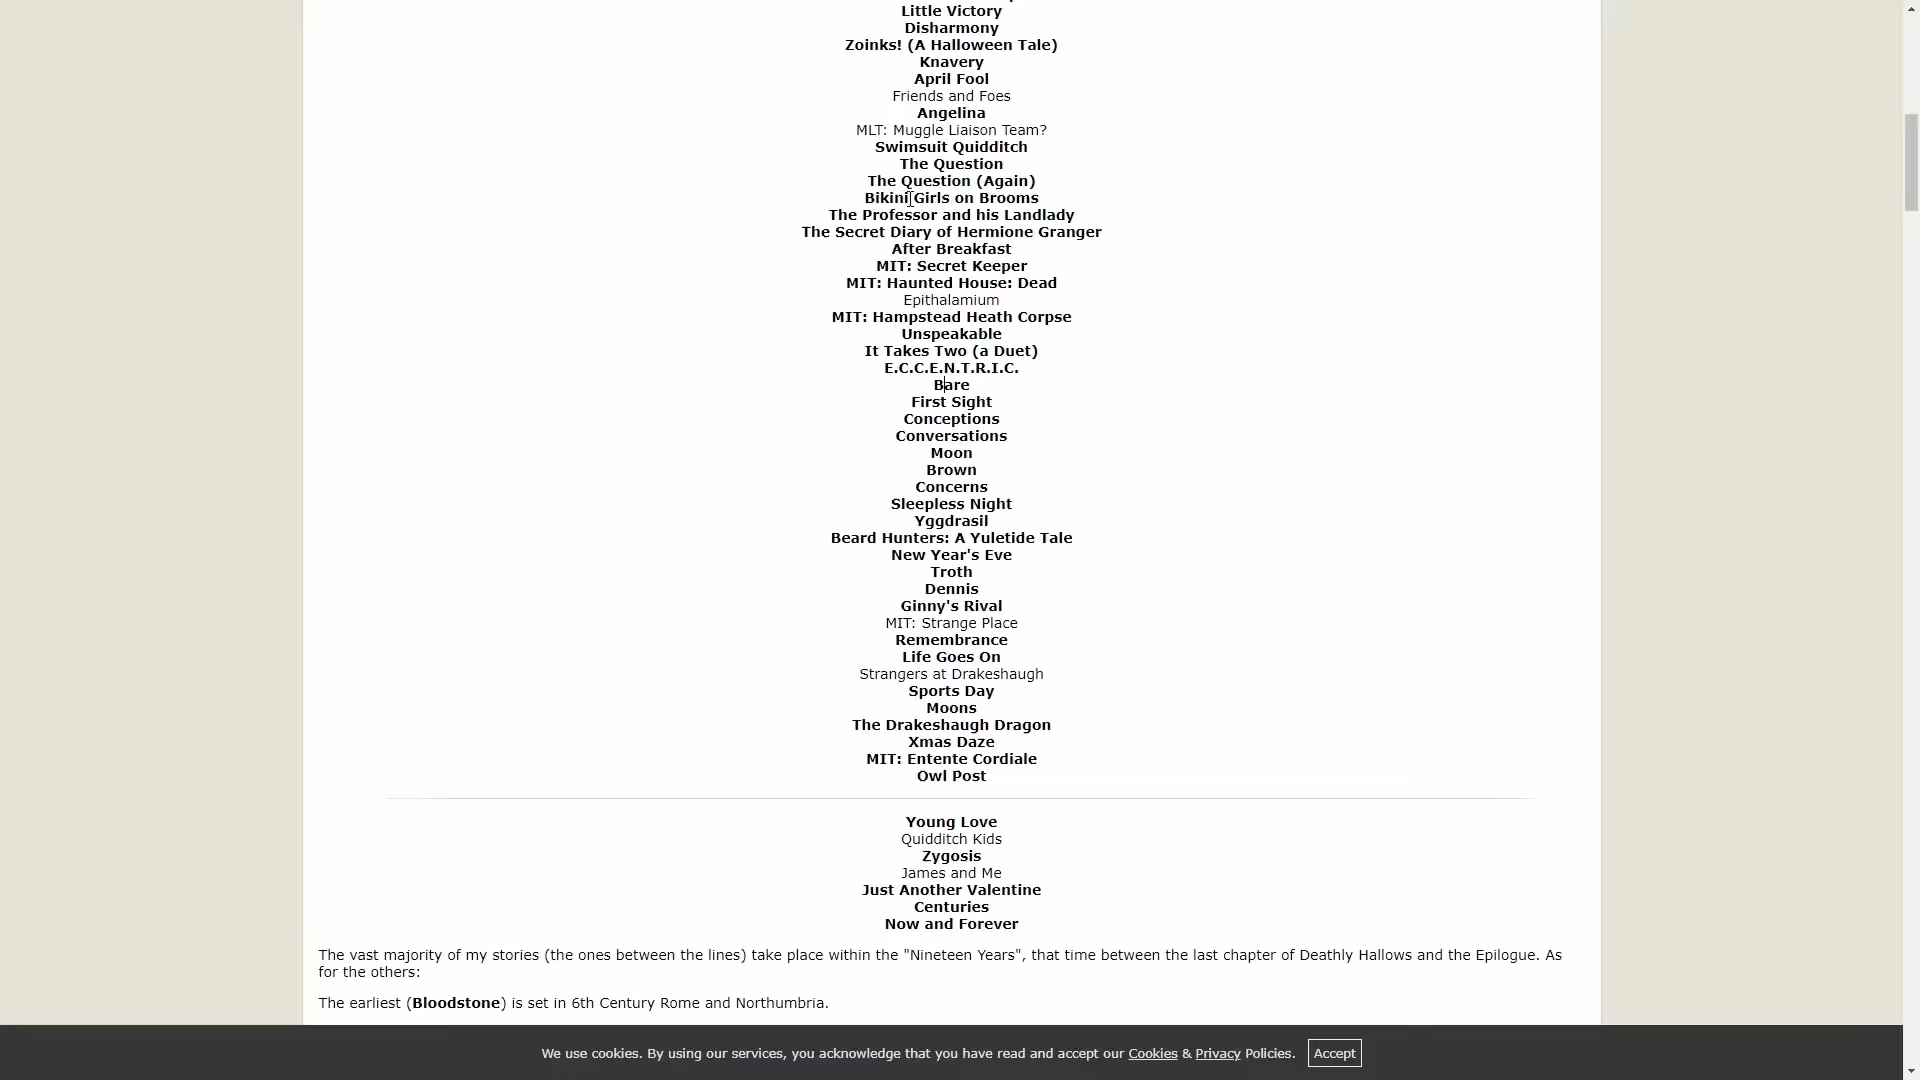 Little Victory
Disharmony
Zoinks! (A Halloween Tale)
Knavery
April Fool
Friends and Foes
Angelina
MLT: Muggle Liaison Team?
Swimsuit Quidditch
The Question
The Question (Again)
Bikini Girls on Brooms
The Professor and his Landlady
The Secret Diary of Hermione Granger
After Breakfast
MIT: Secret Keeper
MIT: Haunted House: Dead
Epithalamium
MIT: Hampstead Heath Corpse
Unspeakable
It Takes Two (a Duet)
E.C.C.E.N.T.R.I.C.
Bare
First Sight
Conceptions
Conversations
Moon
Brown
Concerns
Sleepless Night
Yggdrasil
Beard Hunters: A Yuletide Tale
New Year's Eve
Troth
Dennis
Ginny's Rival
MIT: Strange Place
Remembrance
Life Goes On
Strangers at Drakeshaugh
Sports Day
Moons
The Drakeshaugh Dragon
Xmas Daze
MIT: Entente Cordiale
Owl Post
Young Love
Quidditch Kids
Zygosis
James and Me
Just Another Valentine
Centuries
Now and Forever
The vast majority of my stories (the ones between the lines) take place within the "Nineteen Years", that time between the last chapter of Deathly Hallows and the Epilogue. As
for the others:
The earliest (Bloodstone) is set in 6th Century Rome and Northumbria.
We use cookies. By using our services, you acknowledge that you have read and accept our Cookies & Privacy Policies. Accept